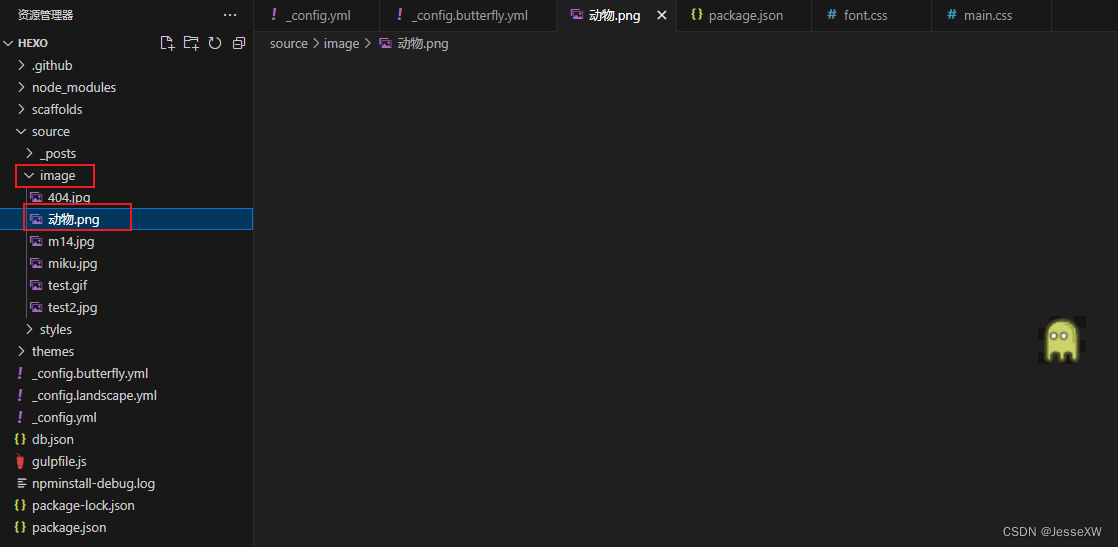 资源管理器
_config.yml
_config.butterfly.yml
动物.png
package.json
font.css
main.css
HEXO
source
image
动物.png
.github
node_modules
scaffolds
source
_posts
image
404.jpg
动物.png
m14.jpg
miku.jpg
test.gif
test2.jpg
styles
themes
_config.butterfly.yml
_config.landscape.yml
_config.yml
db.json
gulpfile.js
npminstall-debug.log
package-lock.json
package.json
CSDN @JesseXW